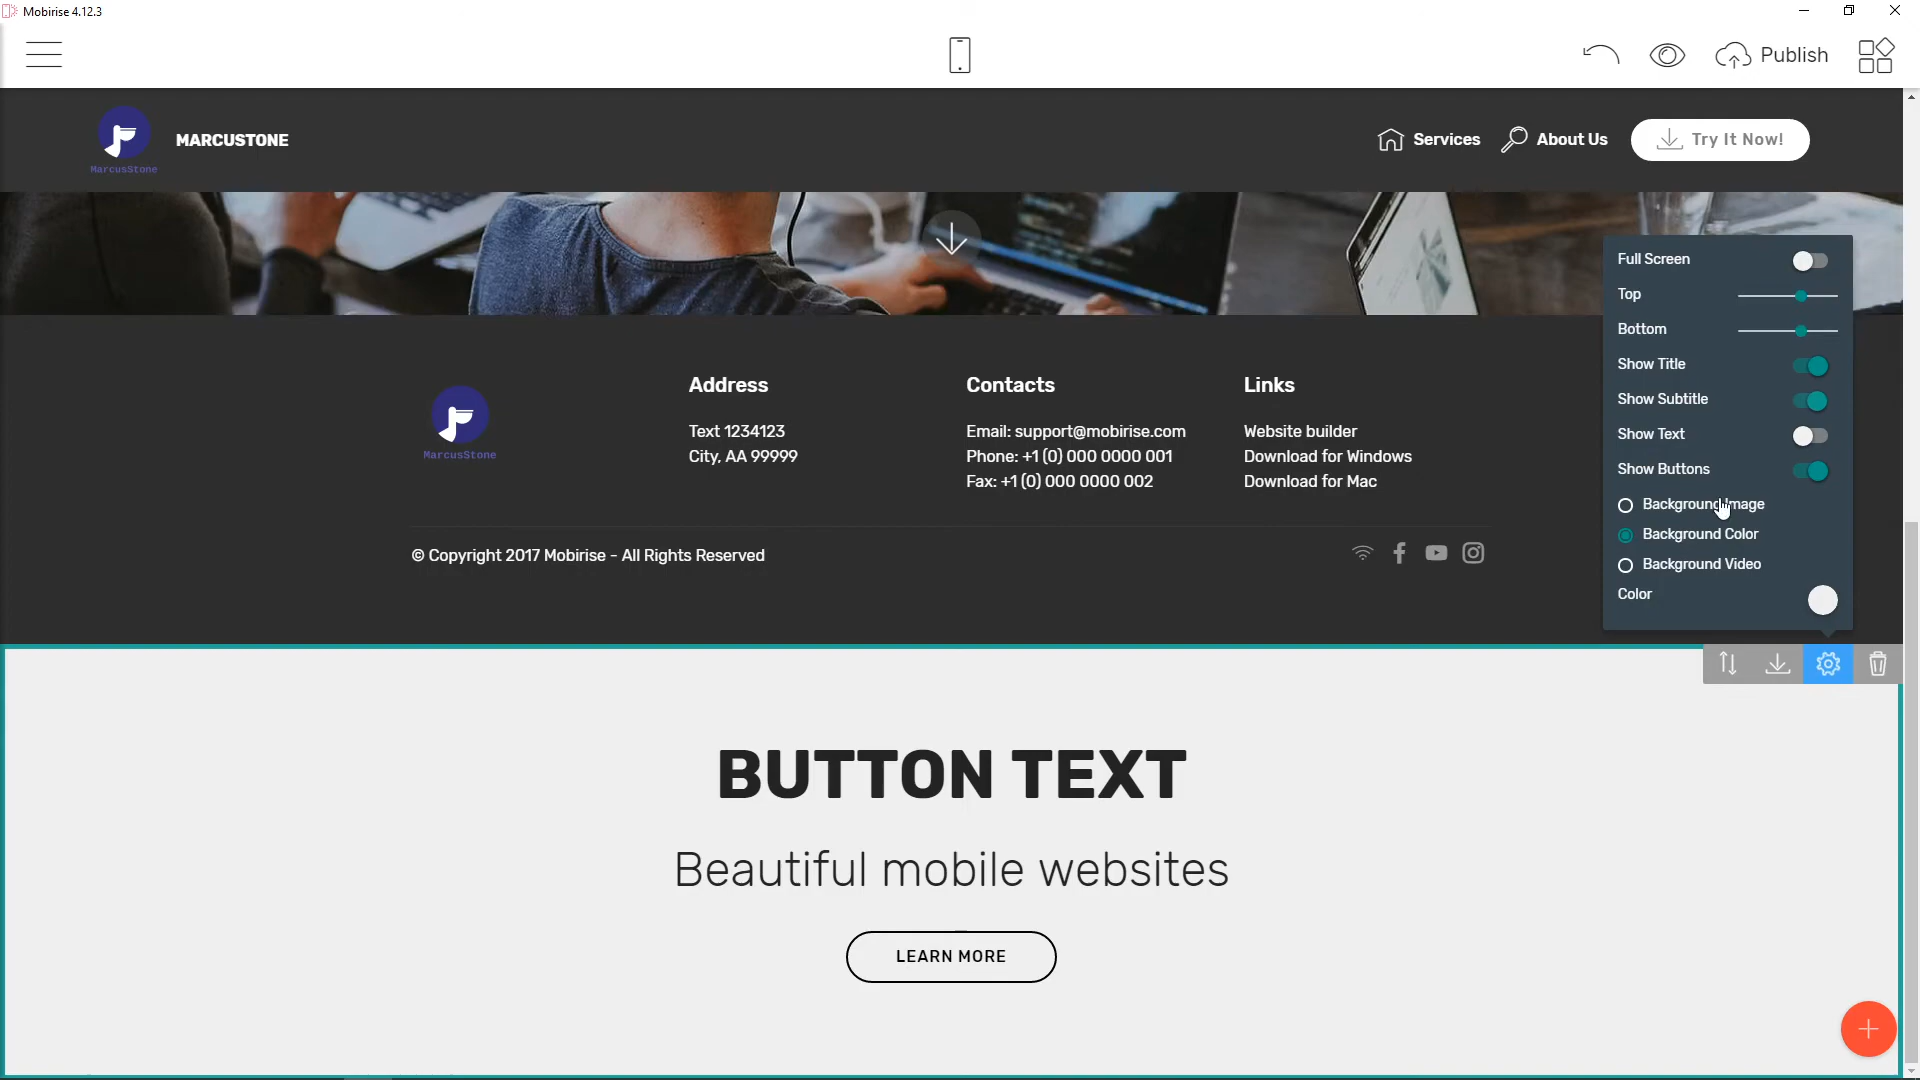 Mobirise 4.12.3
Publish
MarcusStone
MARCUSTONE
Services
About Us
Try It Now!
Full Screen
Top
Bottom
Show Title
Show Subtitle
Show Text
Show Buttons
Background Image
Background Color
Background Video
Color
MarcusStone
Address
Text 1234123
City, AA 99999
Contacts
Email: support@mobirise.com
Phone: +1 (0) 000 0000 001
Fax: +1 (0) 000 0000 002
Links
Website builder
Download for Windows
Download for Mac
© Copyright 2017 Mobirise - All Rights Reserved
BUTTON TEXT
Beautiful mobile websites
LEARN MORE